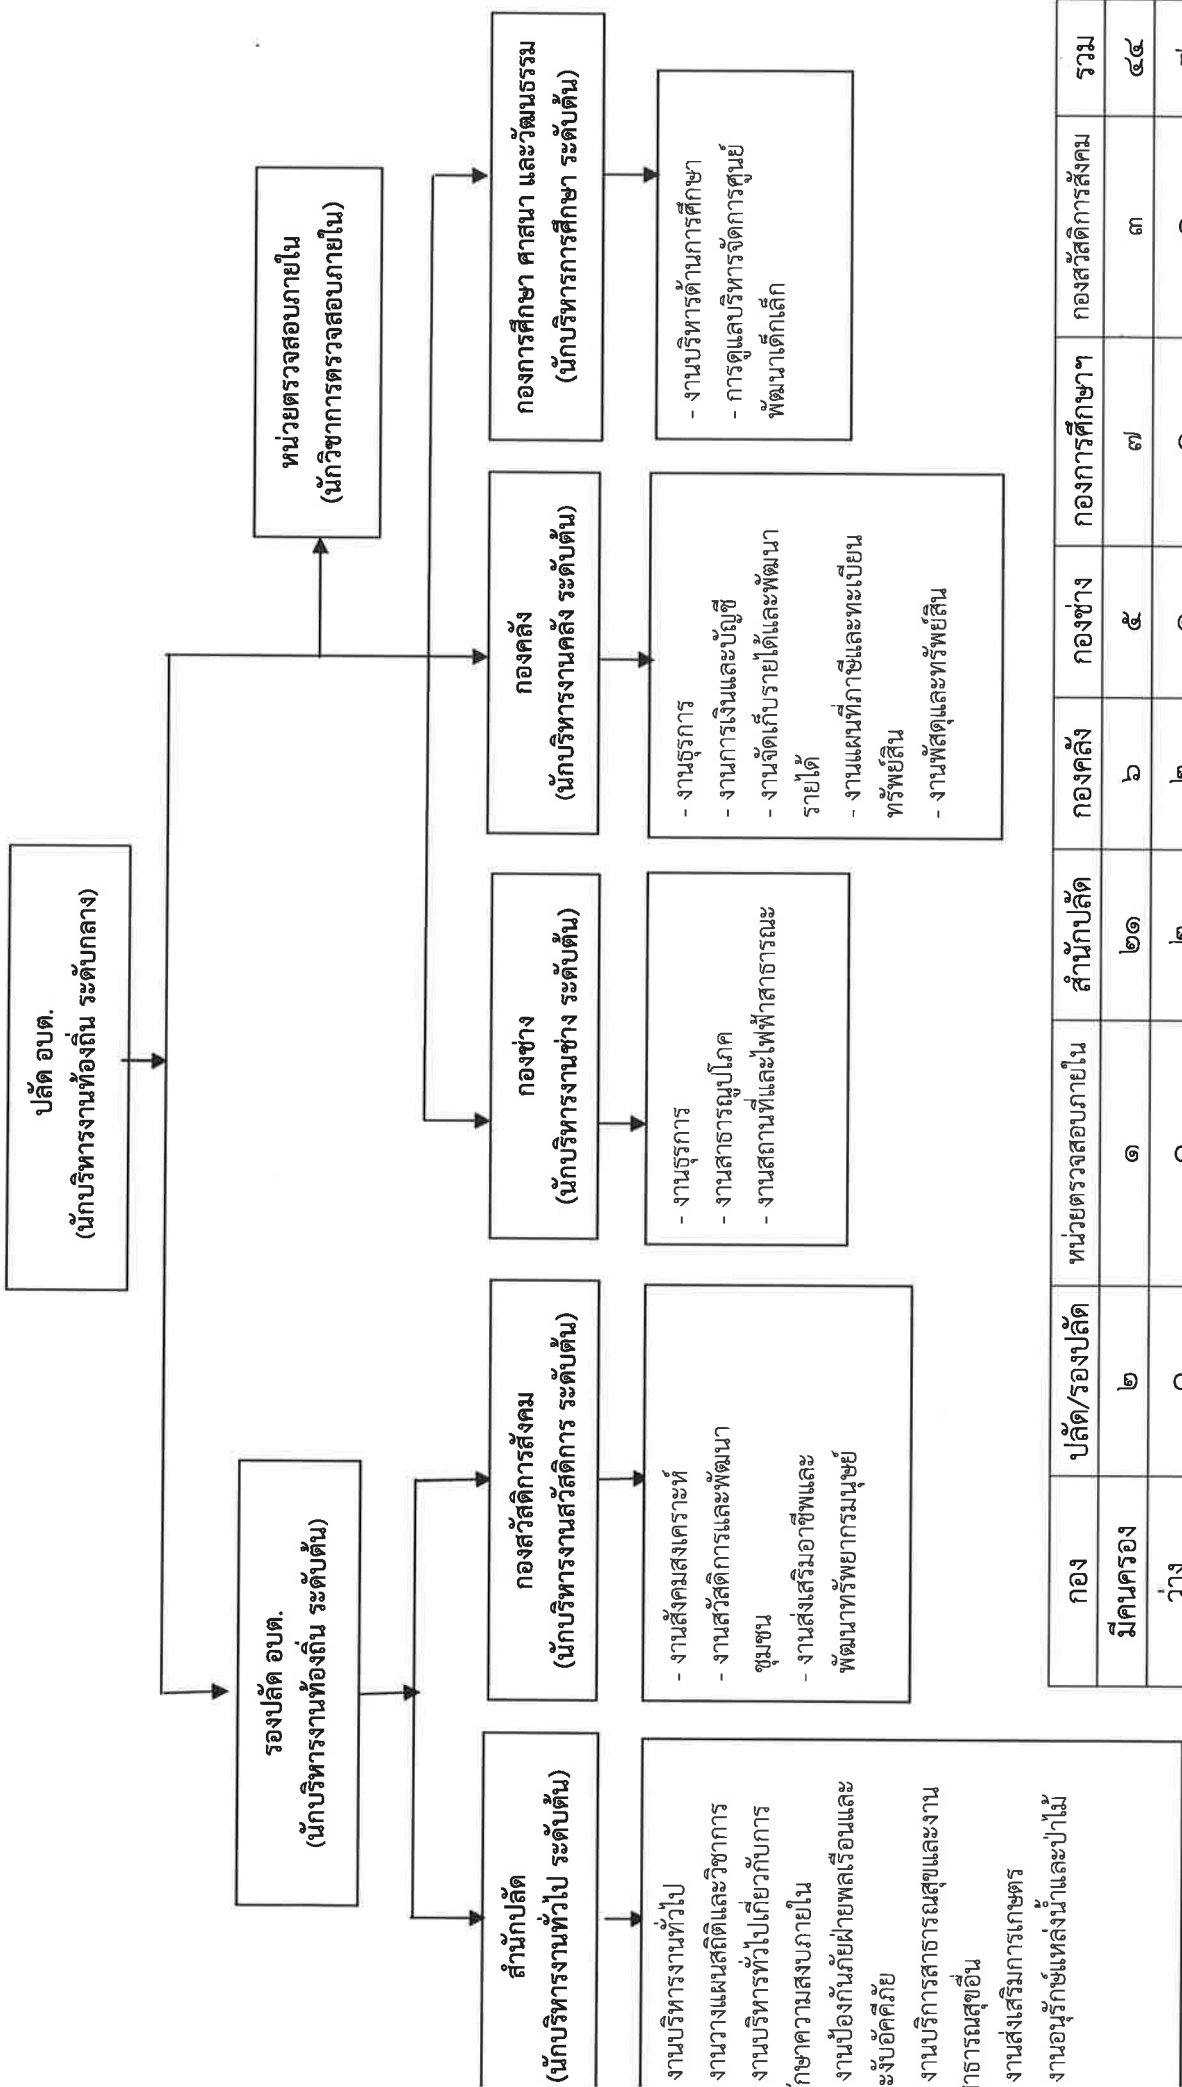 ปลัด อบต.
(นักบริหารงานท้องถิ่น ระดับกลาง)
รองปลัด อบต.
(นักบริหารงานท้องถิ่น ระดับต้น)
หน่วยตรวจสอบภายใน
(นักวิชาการตรวจสอบภายใน)
สำนักปลัด
(นักบริหารงานทั่วไป ระดับต้น)
กองสวัสดิการสังคม
(นักบริหารงานสวัสดิการ ระดับต้น)
กองช่าง
(นักบริหารงานช่าง ระดับต้น)
กองคลัง
(นักบริหารงานคลัง ระดับต้น)
กองการศึกษา ศาสนา และวัฒนธรรม
(นักบริหารการศึกษา ระดับต้น)
งานบริหารงานทั่วไป
งานวางแผนสถิติและวิชาการ
งานบริหารทั่วไปเกี่ยวกับการ
ักษาความสงบภายใน
งานป้องกันภัยฝ่ายพลเรือนและ
ะงับอัคคีภัย
งานบริการสาธารณสุขและงาน
สาธารณสุขอื่น
งานส่งเสริมการเกษตร
งานอนุรักษ์แหล่งน้ำและป่าไม้
- งานสังคมสงเคราะห์
- งานสวัสดิการและพัฒนา
ชุมชน
- งานส่งเสริมอาชีพและ
พัฒนาทรัพยากรมนุษย์
- งานธุรการ
- งานสาธารณูปโภค
- งานสถานที่และไฟฟ้าสาธารณะ
- งานธุรการ
- งานการเงินและบัญชี
- งานจัดเก็บรายได้และพัฒนา
รายได้
- งานแผนที่ภาษีและทะเบียน
ทรัพย์สิน
- งานพัสดุและทรัพย์สิน
- งานบริหารด้านการศึกษา
- การดูแลบริหารจัดการศูนย์
พัฒนาเด็กเล็ก
กอง ปลัด/รองปลัด หน่วยตรวจสอบภายใน สำนักปลัด กองคลัง กองช่าง กองการศึกษาฯ กองสวัสดิการสังคม รวม
มีคนครอง ๒ ๑ ๒๑ ๖ ๕ ๗ ๓ ๔๔
ว่าง ๒ ๒